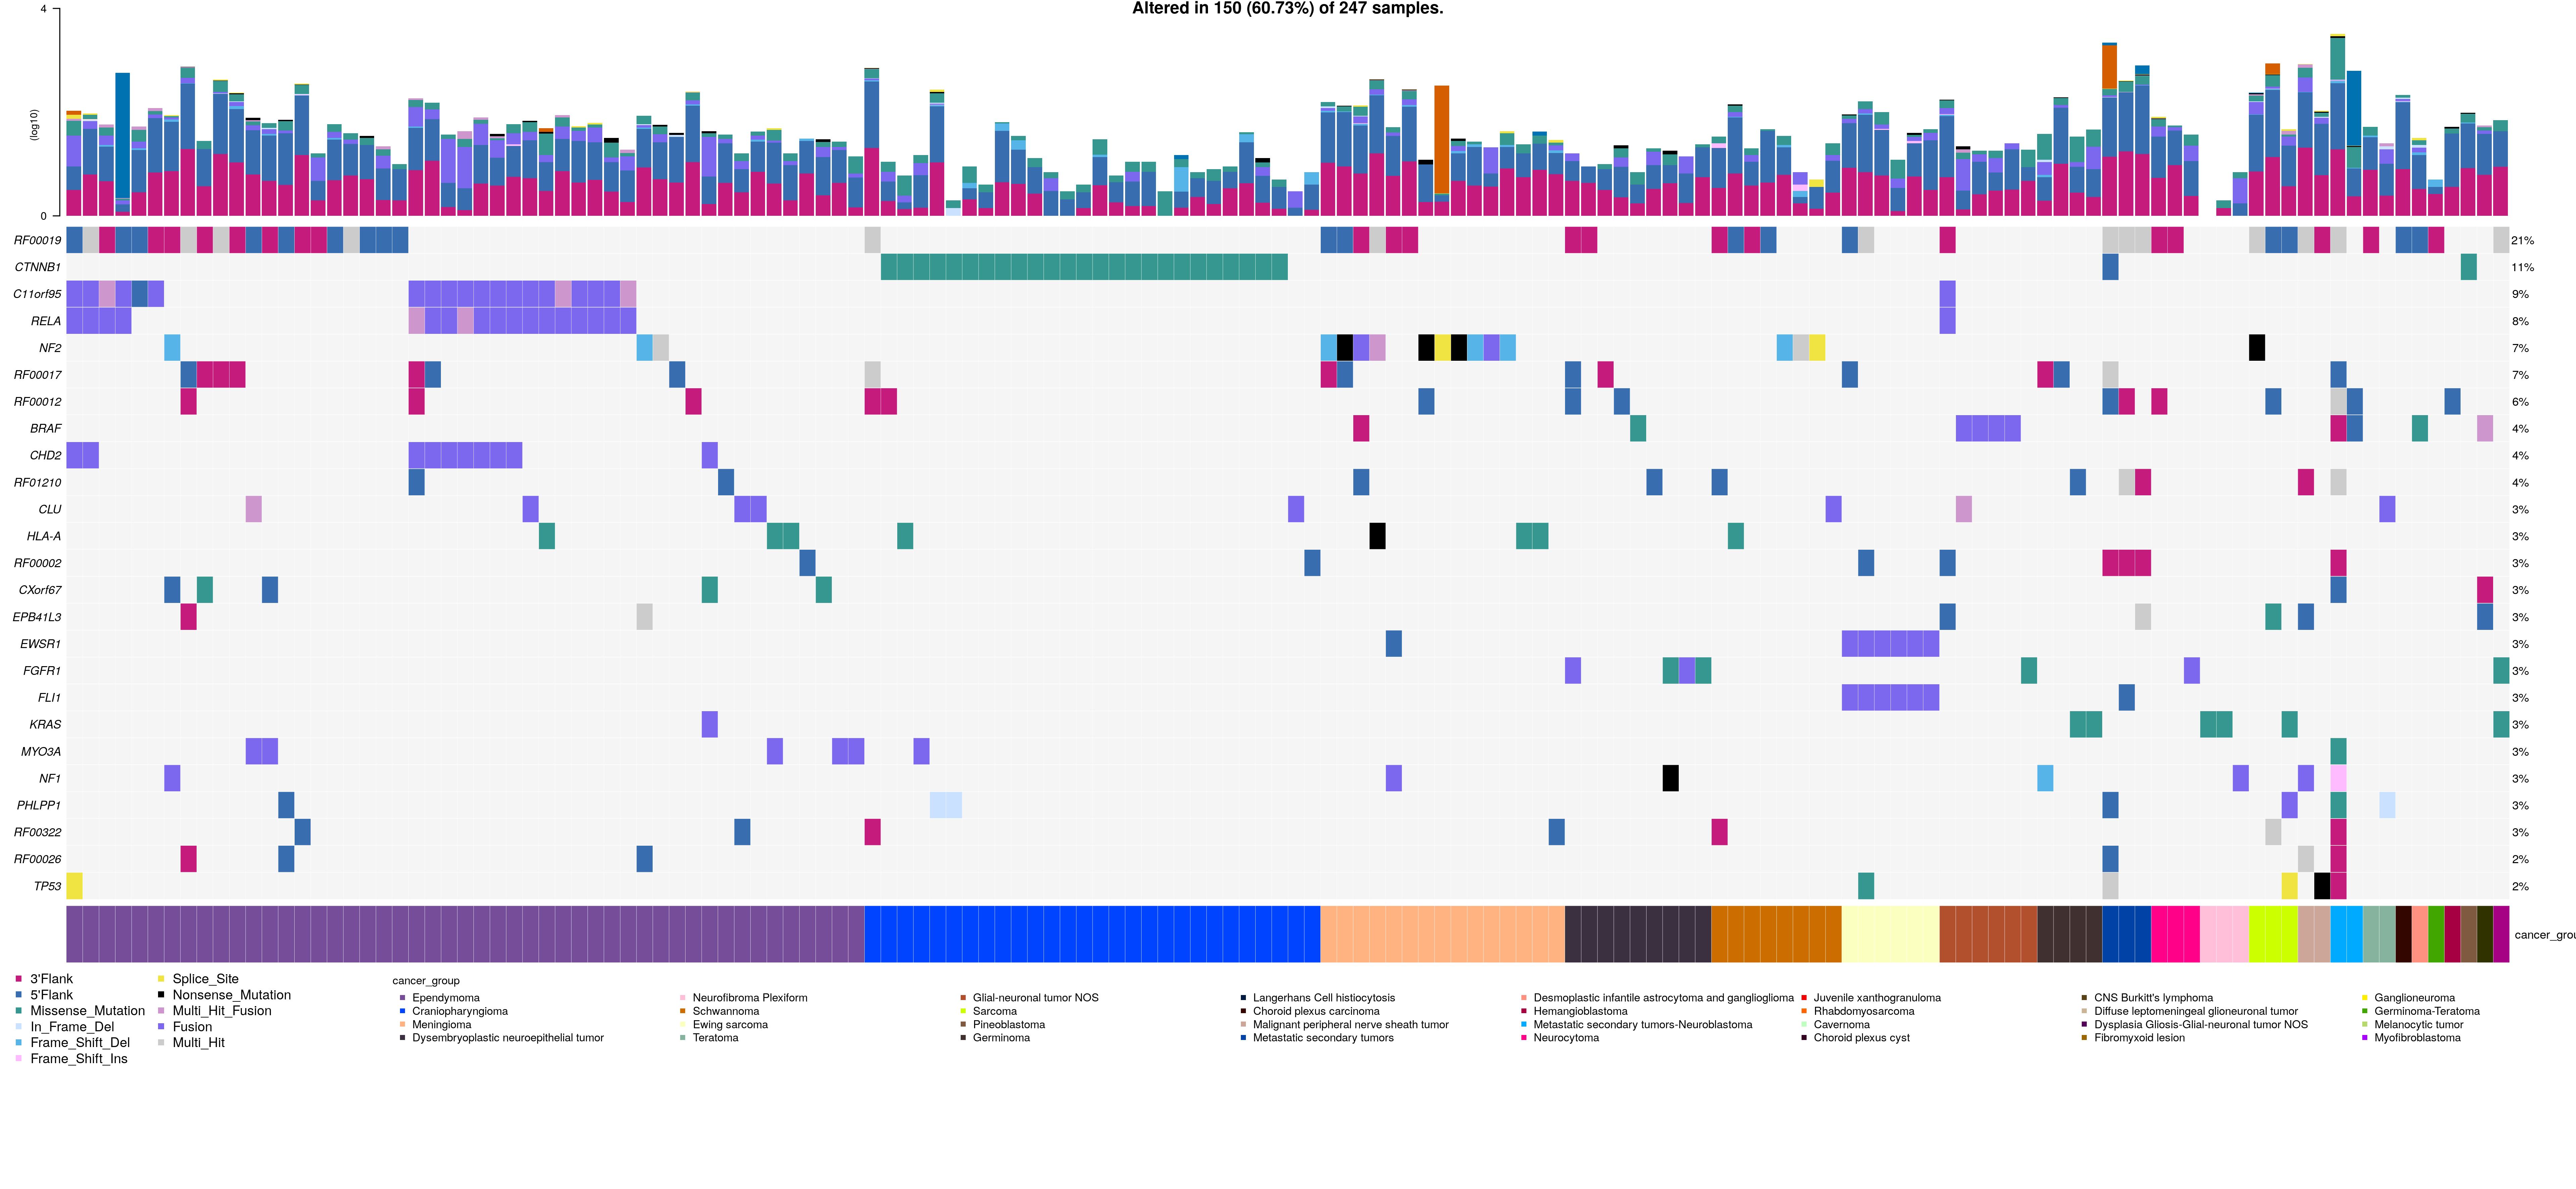 Altered in 150 (60.73%) of 247 samples.
4
(log10)
0
RF00019 21%
CTNNB1 11%
C11orf95 9%
RELA 8%
NF2 7%
RF00017 7%
RF00012 6%
BRAF 4%
CHD2 4%
RF01210 4%
CLU 3%
HLA-A 3%
RF00002 3%
CXorf67 3%
EPB41L3 3%
EWSR1 3%
FGFR1 3%
FLI1 3%
KRAS 3%
MYO3A 3%
NF1 3%
PHLPP1 3%
RF00322 3%
RF00026 2%
TP53 2%
cancer_grou
3'Flank
5'Flank
Missense_Mutation
In_Frame_Del
Frame_Shift_Del
Frame_Shift_Ins
Splice_Site
Nonsense_Mutation
Multi_Hit_Fusion
Fusion
Multi_Hit
cancer_group
Ependymoma
Craniopharyngioma
Meningioma
Dysembryoplastic neuroepithelial tumor
Neurofibroma Plexiform
Schwannoma
Ewing sarcoma
Teratoma
Glial-neuronal tumor NOS
Sarcoma
Pineoblastoma
Germinoma
Langerhans Cell histiocytosis
Choroid plexus carcinoma
Malignant peripheral nerve sheath tumor
Metastatic secondary tumors
Desmoplastic infantile astrocytoma and ganglioglioma
Hemangioblastoma
Metastatic secondary tumors-Neuroblastoma
Neurocytoma
Juvenile xanthogranuloma
Rhabdomyosarcoma
Cavernoma
Choroid plexus cyst
CNS Burkitt's lymphoma
Diffuse leptomeningeal glioneuronal tumor
Dysplasia Gliosis-Glial-neuronal tumor NOS
Fibromyxoid lesion
Ganglioneuroma
Germinoma-Teratoma
Melanocytic tumor
Myofibroblastoma